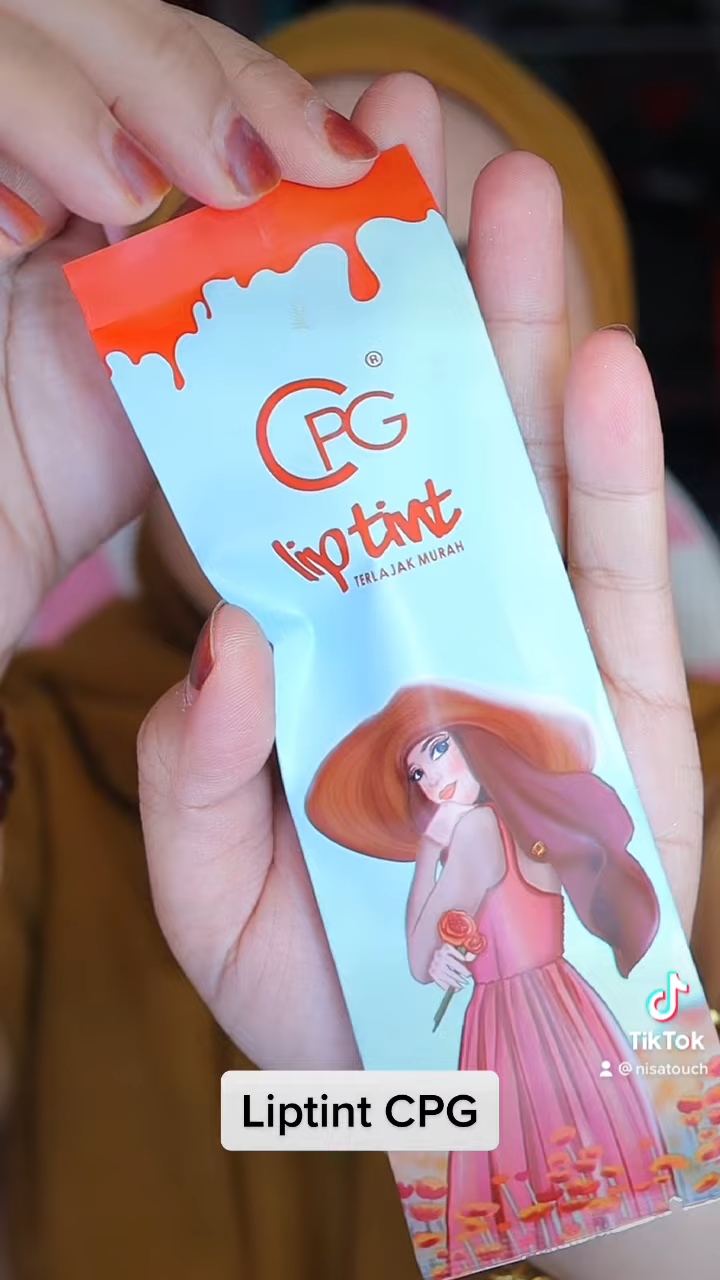 ®
CPG
lip tint
TERLAJAK MURAH
TikTok
@nisatouch
Liptint CPG